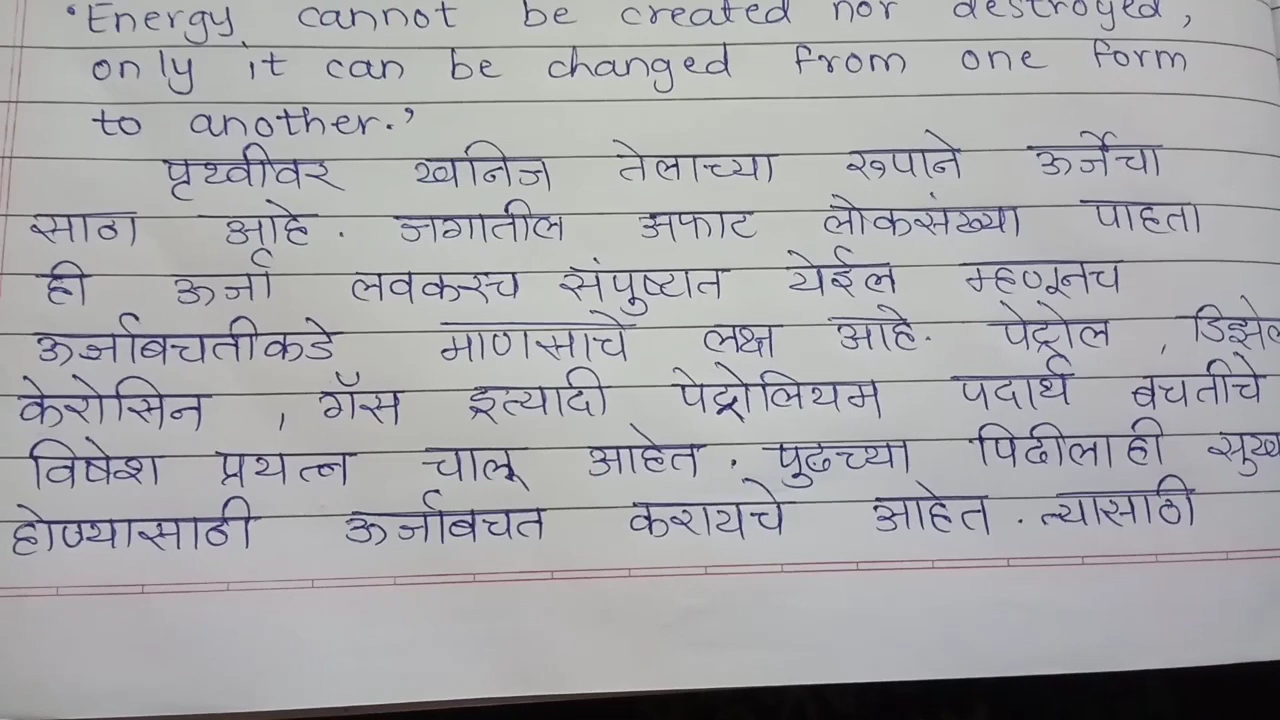 'Energy cannot be created nor destroyed,
only it can be changed from one form
to another.'
पृथ्वीवर खनिज तेलाच्या रुपाने ऊर्जेचा
साठा आहे. जगातील अफाट लोकसंख्या पाहता
ही ऊर्जा लवकरच संपुष्टात येईल म्हणूनच
ऊर्जाबचतीकडे माणसाचे लक्ष आहे. पेट्रोल , डिझेल
केरोसिन , गॅस इत्यादी पेट्रोलियम पदार्थ बचतीचे
विषेश प्रयत्न चालू आहेत. पुढच्या पिढीलाही सुख
होण्यासाठी ऊर्जाबचत करायचे आहेत. त्यासाठी